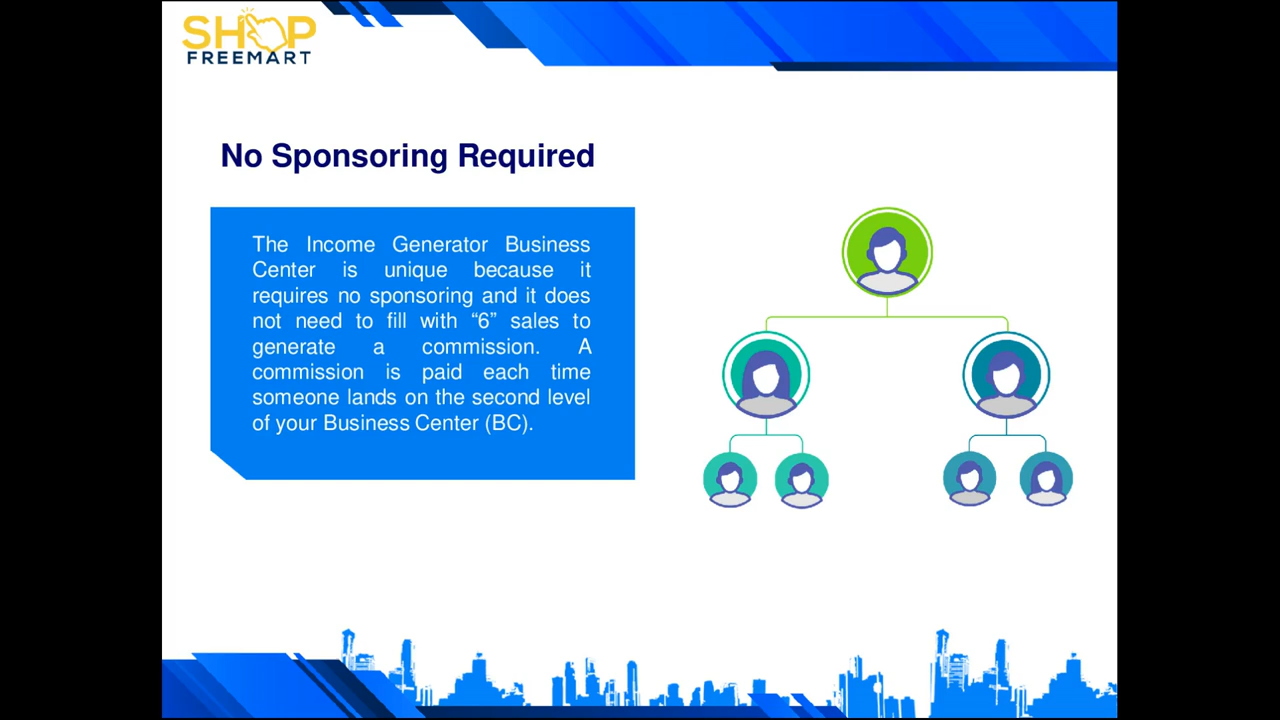 SHOP
FREEMART
No Sponsoring Required
The Income Generator Business
Center is unique because it
requires no sponsoring and it does
not need to fill with “6” sales to
generate a commission. A
commission is paid each time
someone lands on the second level
of your Business Center (BC).